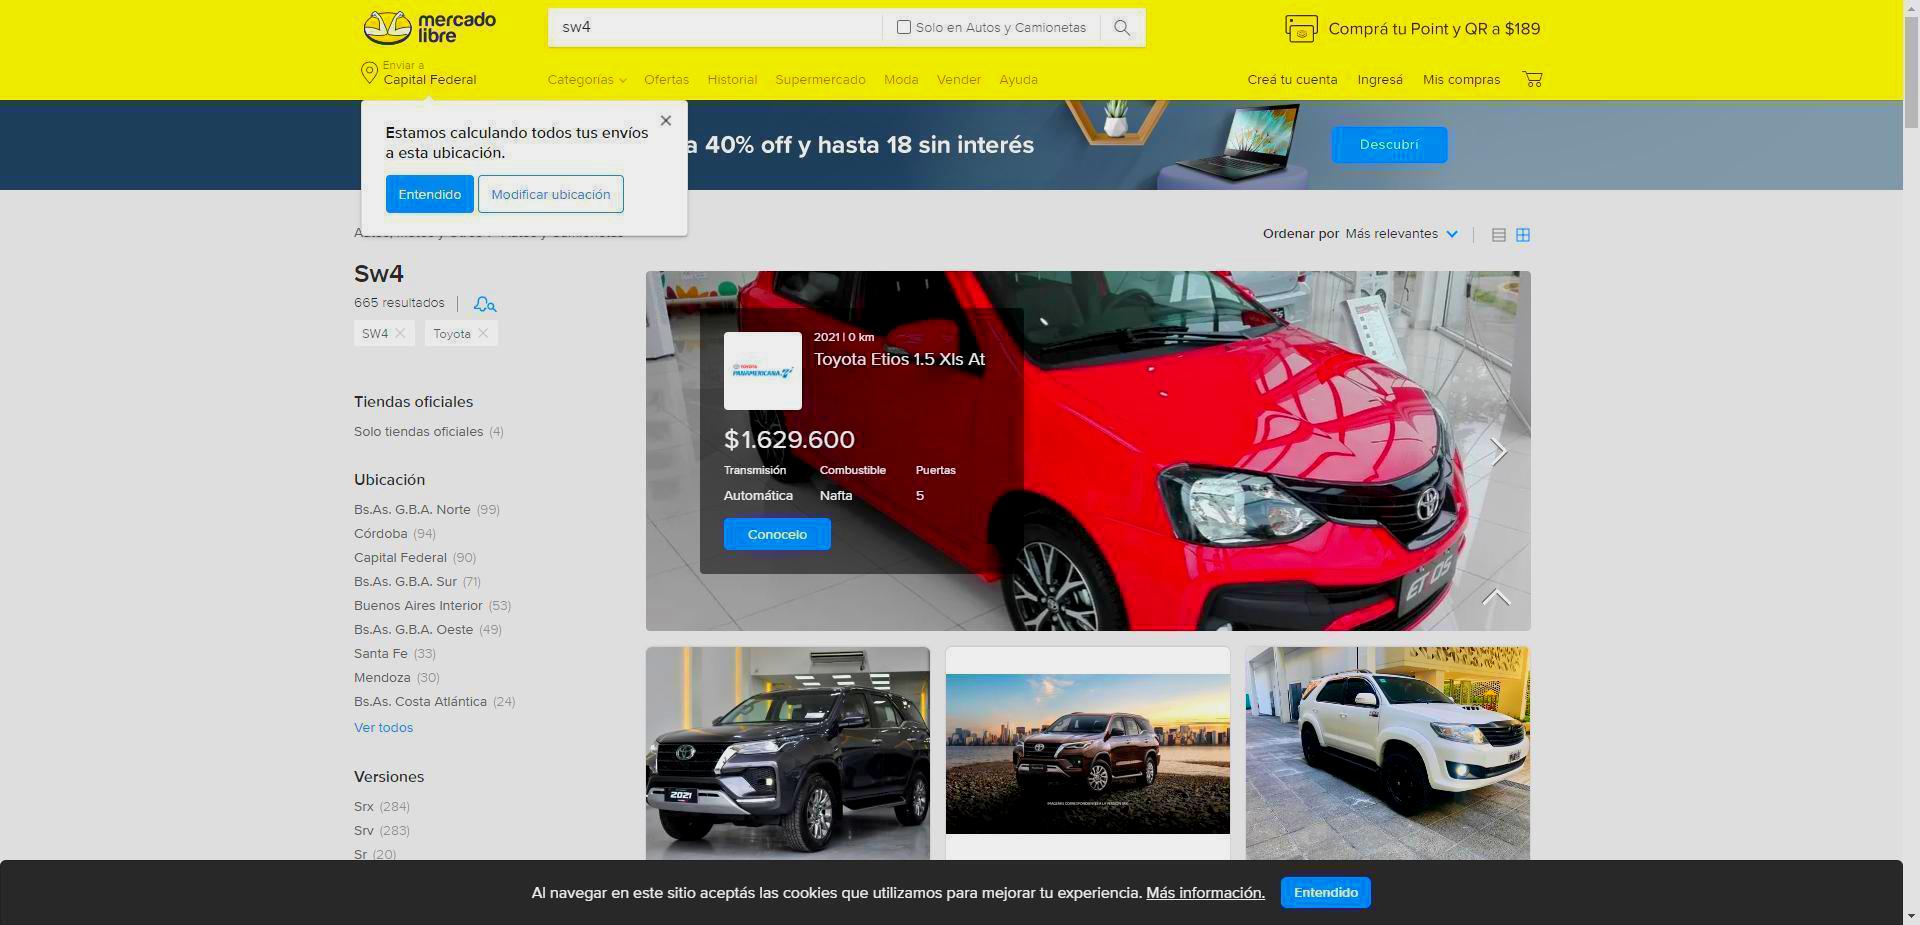 mercado
libre
sw4
Solo en Autos y Camionetas
Comprá tu Point y QR a $189
Enviar a
Capital Federal
Categorías
Ofertas
Historial
Supermercado
Moda
Vender
Ayuda
Creá tu cuenta
Ingresá
Mis compras
Estamos calculando todos tus envíos
a esta ubicación.
Entendido
Modificar ubicación
a 40% off y hasta 18 sin interés
Descubrí
Ordenar por Más relevantes
Sw4
665 resultados
SW4
Toyota
Tiendas oficiales
Solo tiendas oficiales (4)
Ubicación
Bs.As. G.B.A. Norte (99)
Córdoba (94)
Capital Federal (90)
Bs.As. G.B.A. Sur (71)
Buenos Aires Interior (53)
Bs.As. G.B.A. Oeste (49)
Santa Fe (33)
Mendoza (30)
Bs.As. Costa Atlántica (24)
Ver todos
Versiones
Srx (284)
Srv (283)
Sr (20)
2021 | 0 km
Toyota Etios 1.5 Xls At
TOYOTA
PANAMERICANA
$1.629.600
Transmisión
Combustible
Puertas
Automática
Nafta
5
Conocelo
ETIOS
2021
Al navegar en este sitio aceptás las cookies que utilizamos para mejorar tu experiencia. Más información.
Entendido